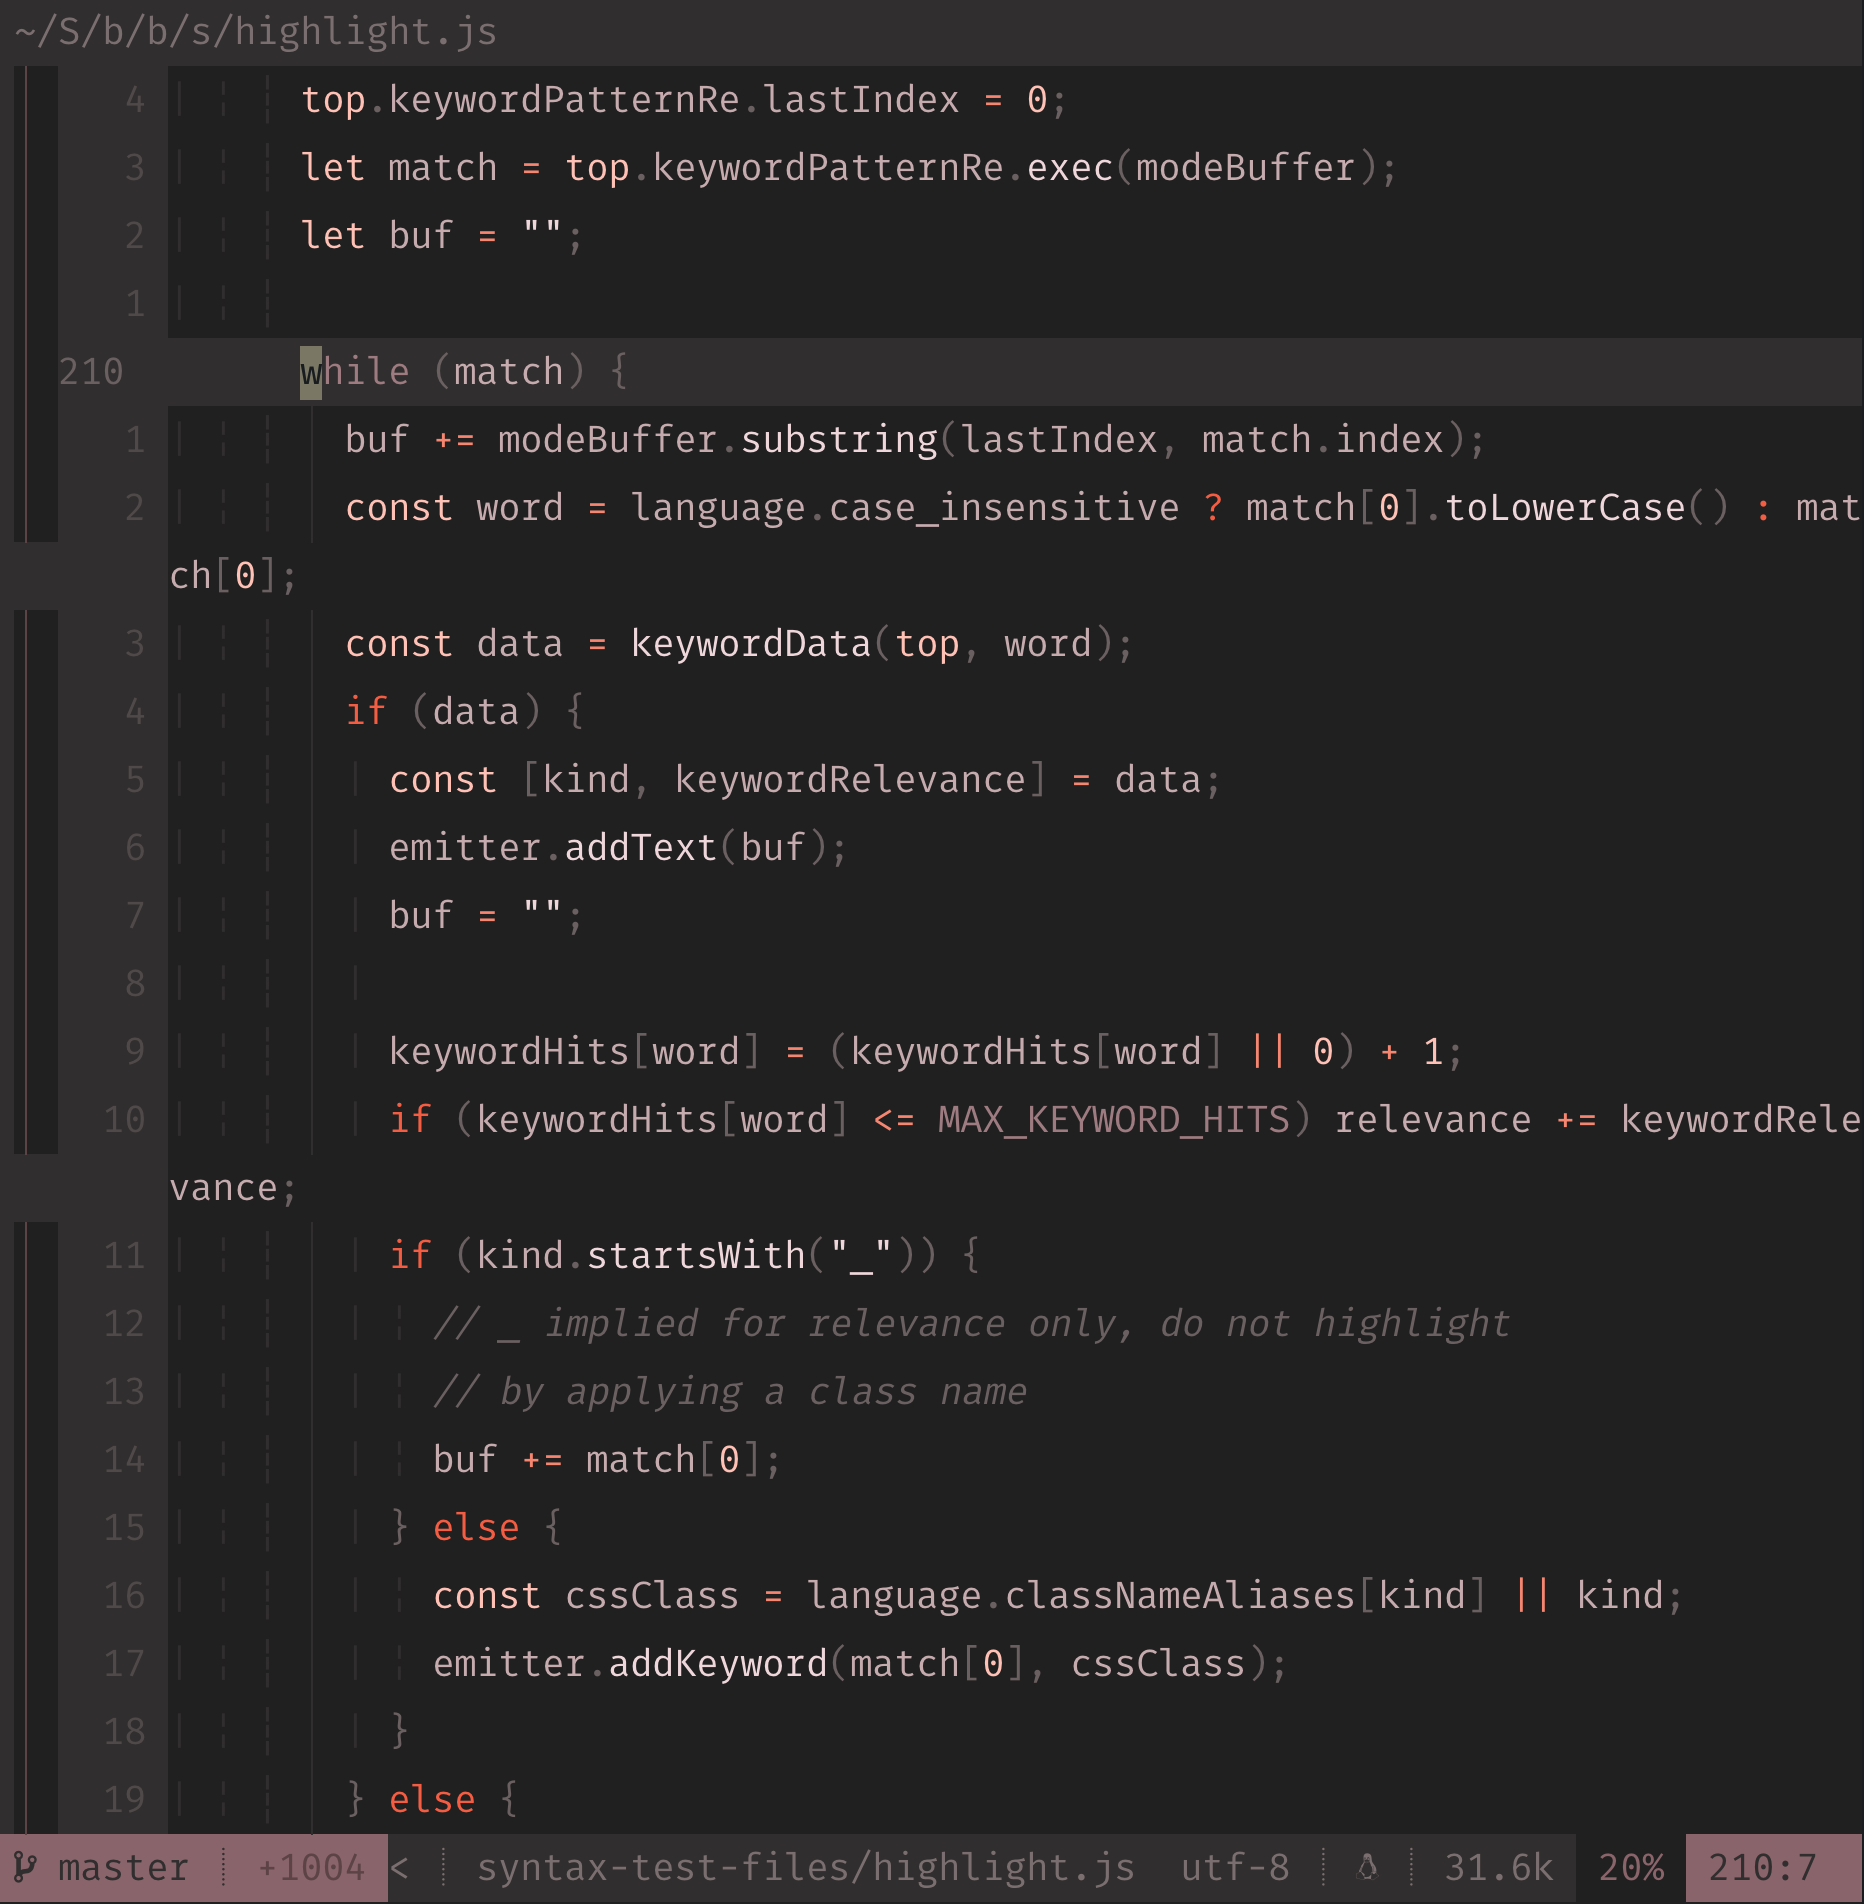 ~/S/b/b/s/highlight.js
4 top.keywordPatternRe.lastIndex = 0;
3 let match = top.keywordPatternRe.exec(modeBuffer);
2 let buf = "";
1
210 while (match) {
1 buf += modeBuffer.substring(lastIndex, match.index);
2 const word = language.case_insensitive ? match[0].toLowerCase() : mat
ch[0];
3 const data = keywordData(top, word);
4 if (data) {
5 const [kind, keywordRelevance] = data;
6 emitter.addText(buf);
7 buf = "";
8
9 keywordHits[word] = (keywordHits[word] || 0) + 1;
10 if (keywordHits[word] <= MAX_KEYWORD_HITS) relevance += keywordRele
vance;
11 if (kind.startsWith("_")) {
12 // _ implied for relevance only, do not highlight
13 // by applying a class name
14 buf += match[0];
15 } else {
16 const cssClass = language.classNameAliases[kind] || kind;
17 emitter.addKeyword(match[0], cssClass);
18 }
19 } else {
master +1004 < syntax-test-files/highlight.js utf-8 31.6k 20% 210:7